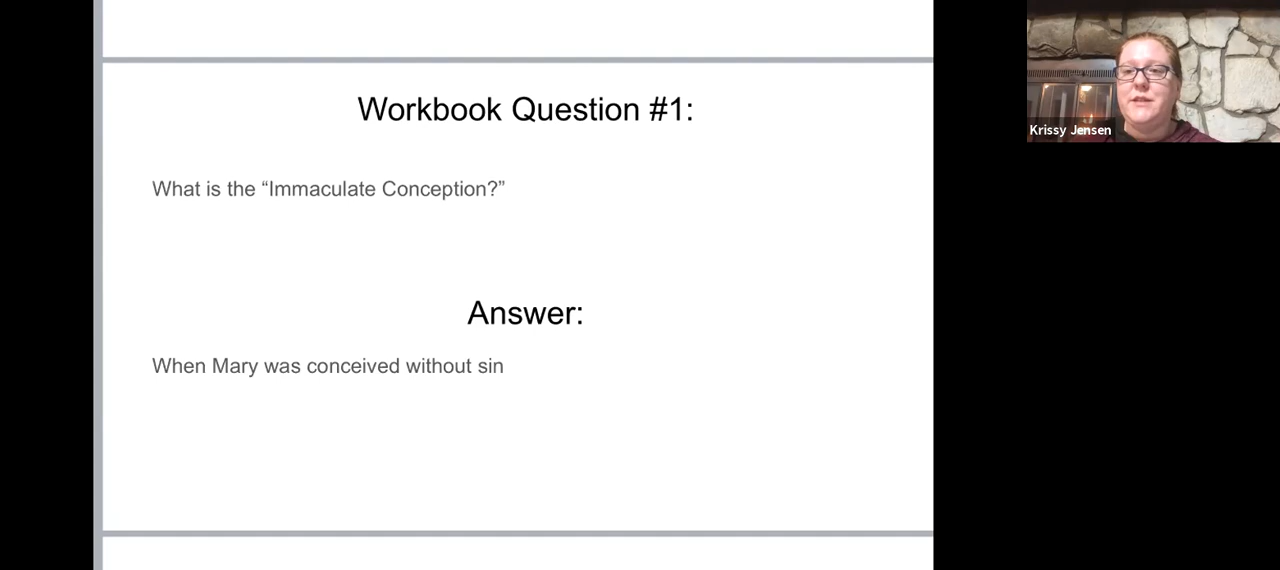 Workbook Question #1:
What is the “Immaculate Conception?”
Answer:
When Mary was conceived without sin
Krissy Jensen